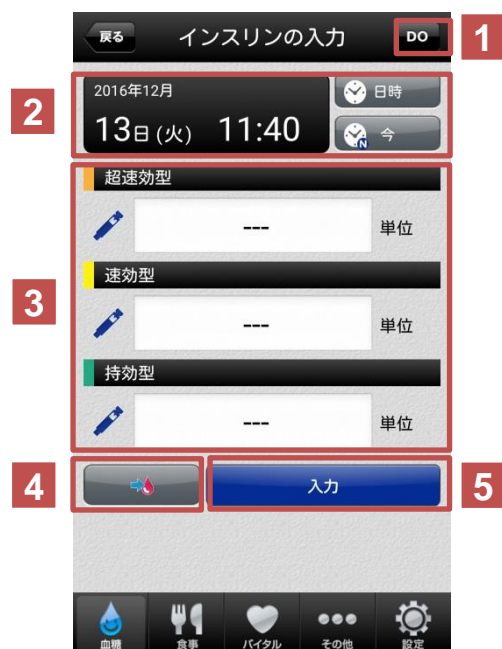 戻る インスリンの入力 DO 1
2
2016年12月 日時
13日 (火) 11:40 今
超速効型
--- 単位
速効型
3
--- 単位
持効型
--- 単位
4 入力 5
血糖 食事 バイタル その他 設定